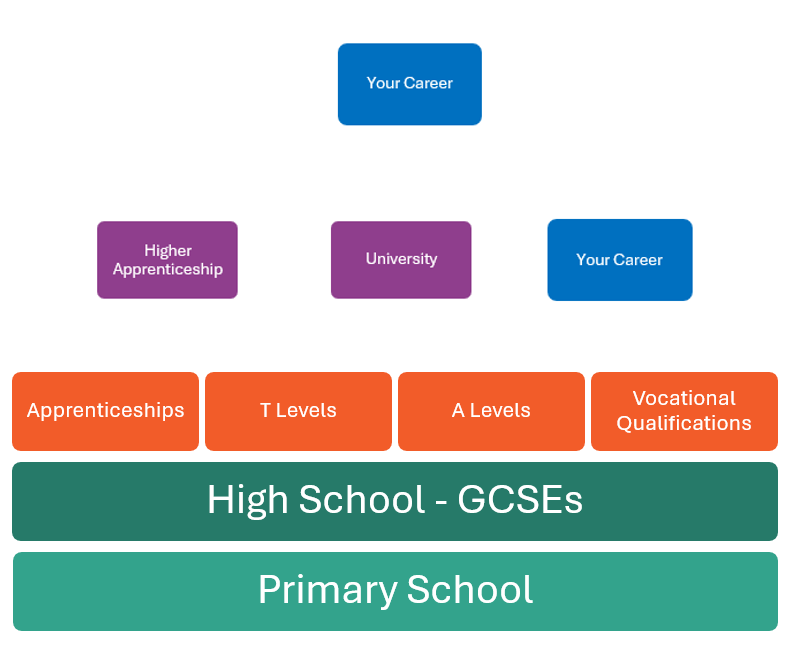 Your Career
Higher
Apprenticeship
University
Your Career
Apprenticeships
T Levels
A Levels
Vocational
Qualifications
High School - GCSEs
Primary School